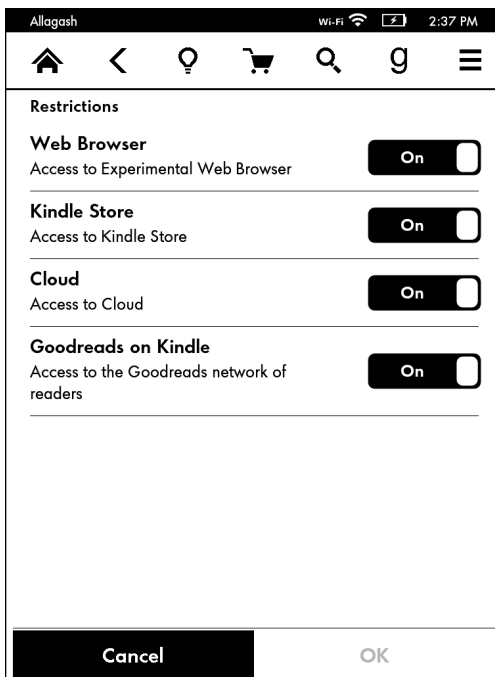 Allagash Wi-Fi 2:37 PM
g
Restrictions
Web Browser
Access to Experimental Web Browser
On
Kindle Store
Access to Kindle Store
On
Cloud
Access to Cloud
On
Goodreads on Kindle
Access to the Goodreads network of
readers
On
Cancel OK